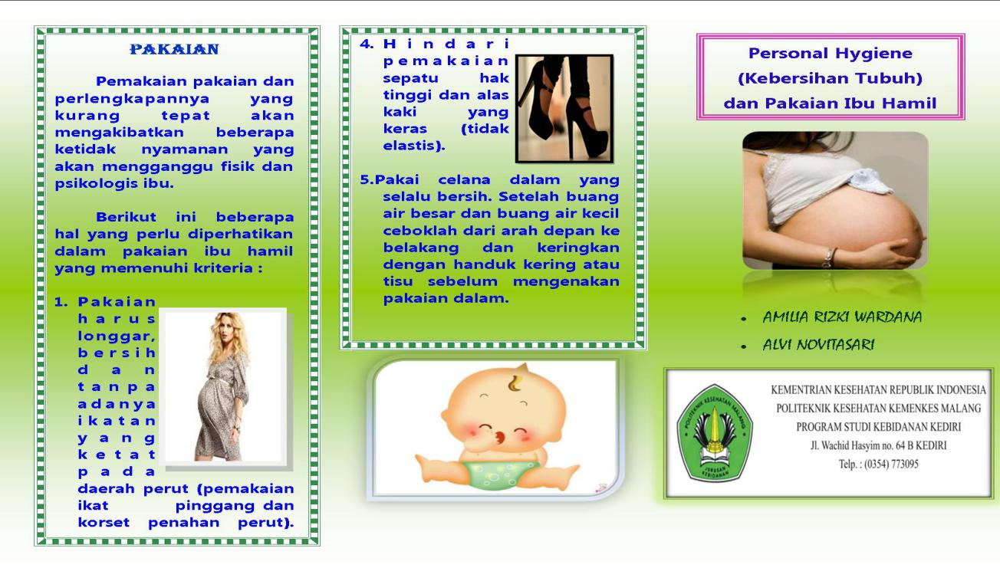 PAKAIAN
Pemakaian pakaian dan
perlengkapannya yang
kurang tepat akan
mengakibatkan beberapa
ketidak nyamanan yang
akan mengganggu fisik dan
psikologis ibu.
Berikut ini beberapa
hal yang perlu diperhatikan
dalam pakaian ibu hamil
yang memenuhi kriteria :
1. Pakaian
harus
longgar,
bersih
dan
tanpa
adanya
ikatan
yang
ketat
pada
daerah perut (pemakaian
ikat pinggang dan
korset penahan perut).
4. Hindari
pemakaian
sepatu hak
tinggi dan alas
kaki yang
keras (tidak
elastis).
5.Pakai celana dalam yang
selalu bersih. Setelah buang
air besar dan buang air kecil
ceboklah dari arah depan ke
belakang dan keringkan
dengan handuk kering atau
tisu sebelum mengenakan
pakaian dalam.
Personal Hygiene
(Kebersihan Tubuh)
dan Pakaian Ibu Hamil
• AMILIA RIZKI WARDANA
• ALVI NOVITASARI
POLITEKNIK KESEHATAN MALANG
JURUSAN
KEBIDANAN
KEMENTRIAN KESEHATAN REPUBLIK INDONESIA
POLITEKNIK KESEHATAN KEMENKES MALANG
PROGRAM STUDI KEBIDANAN KEDIRI
Jl. Wachid Hasyim no. 64 B KEDIRI
Telp. : (0354) 773095